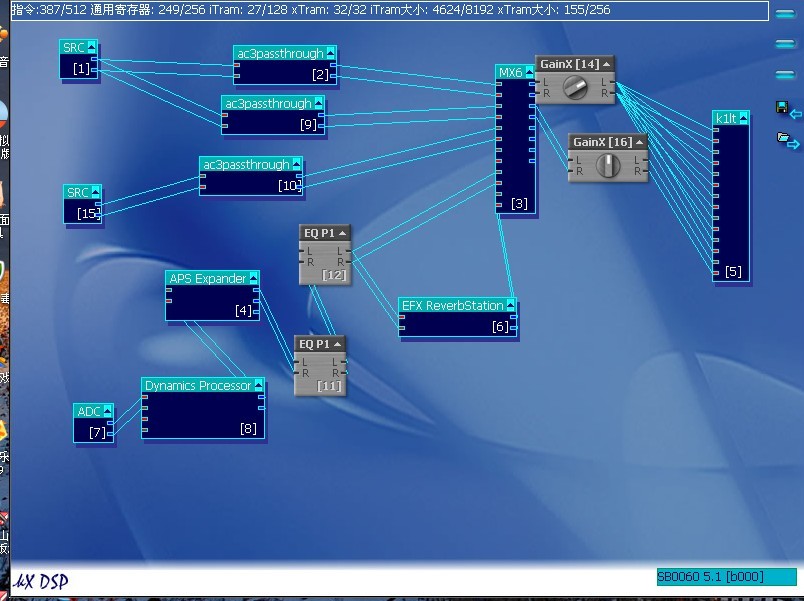 指令:387/512 通用寄存器: 249/256 iTram: 27/128 xTram: 32/32 iTram大小: 4624/8192 xTram大小: 155/256
SRC
[1]
ac3passthrough
[2]
ac3passthrough
[9]
ac3passthrough
[10]
SRC
[15]
MX6
[3]
GainX [14]
L
R
L
R
GainX [16]
L
R
L
R
k1lt
[5]
EQ P1
L
R
L
R
[12]
APS Expander
[4]
EFX ReverbStation
[6]
EQ P1
L
R
L
R
[11]
Dynamics Processor
[8]
ADC
[7]
μX DSP
SB0060 5.1 [b000]